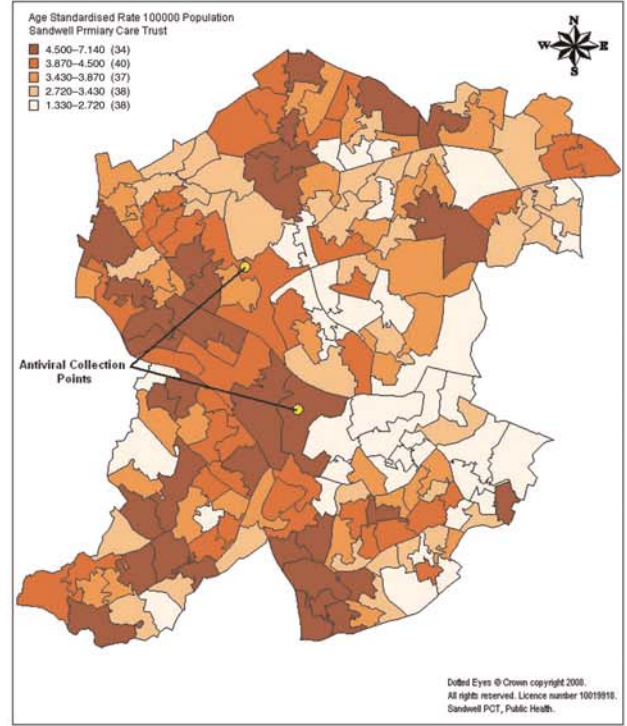 Age Standardised Rate 100000 Population
Sandwell Prmiary Care Trust
4.500–7.140 (34)
3.870–4.500 (40)
3.430–3.870 (37)
2.720–3.430 (38)
1.330–2.720 (38)
N
W E
S
Antiviral Collection
Points
Dotted Eyes © Crown copyright 2008.
All rights reserved. Licence number 10019918.
Sandwell PCT, Public Health.